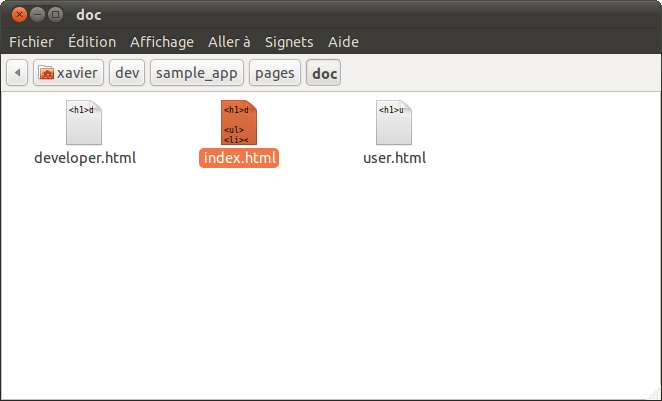 doc
Fichier Édition Affichage Aller à Signets Aide
xavier dev sample_app pages doc
<h1>d <h1>d <h1>u
<ul>
<li><
developer.html index.html user.html